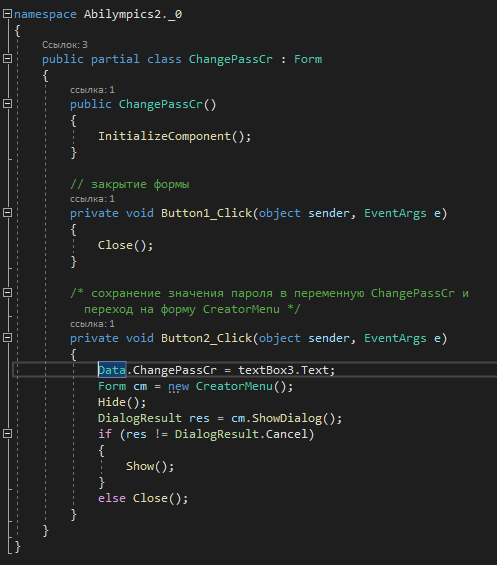 namespace Abilympics2._0
{
Ссылок: 3
public partial class ChangePassCr : Form
{
ссылка: 1
public ChangePassCr()
{
InitializeComponent();
}
// закрытие формы
ссылка: 1
private void Button1_Click(object sender, EventArgs e)
{
Close();
}
/* сохранение значения пароля в переменную ChangePassCr и
переход на форму CreatorMenu */
ссылка: 1
private void Button2_Click(object sender, EventArgs e)
{
Data.ChangePassCr = textBox3.Text;
Form cm = new CreatorMenu();
Hide();
DialogResult res = cm.ShowDialog();
if (res != DialogResult.Cancel)
{
Show();
}
else Close();
}
}
}